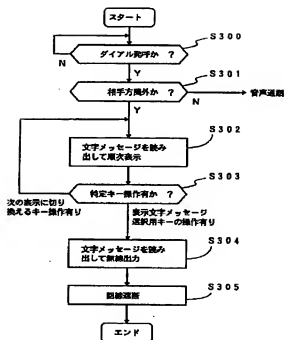 スタート
S300
ダイアル発呼か ?
N
Y
S301
相手方圏外か ?
N
音声通話
Y
S302
文字メッセージを読み
出して順次表示
S303
特定キー操作有か ?
次の表示に切り
換えるキー操作有り
表示文字メッセージ
選択用キーの操作有り
S304
文字メッセージを読み
出して無線出力
S305
回線遮断
エンド